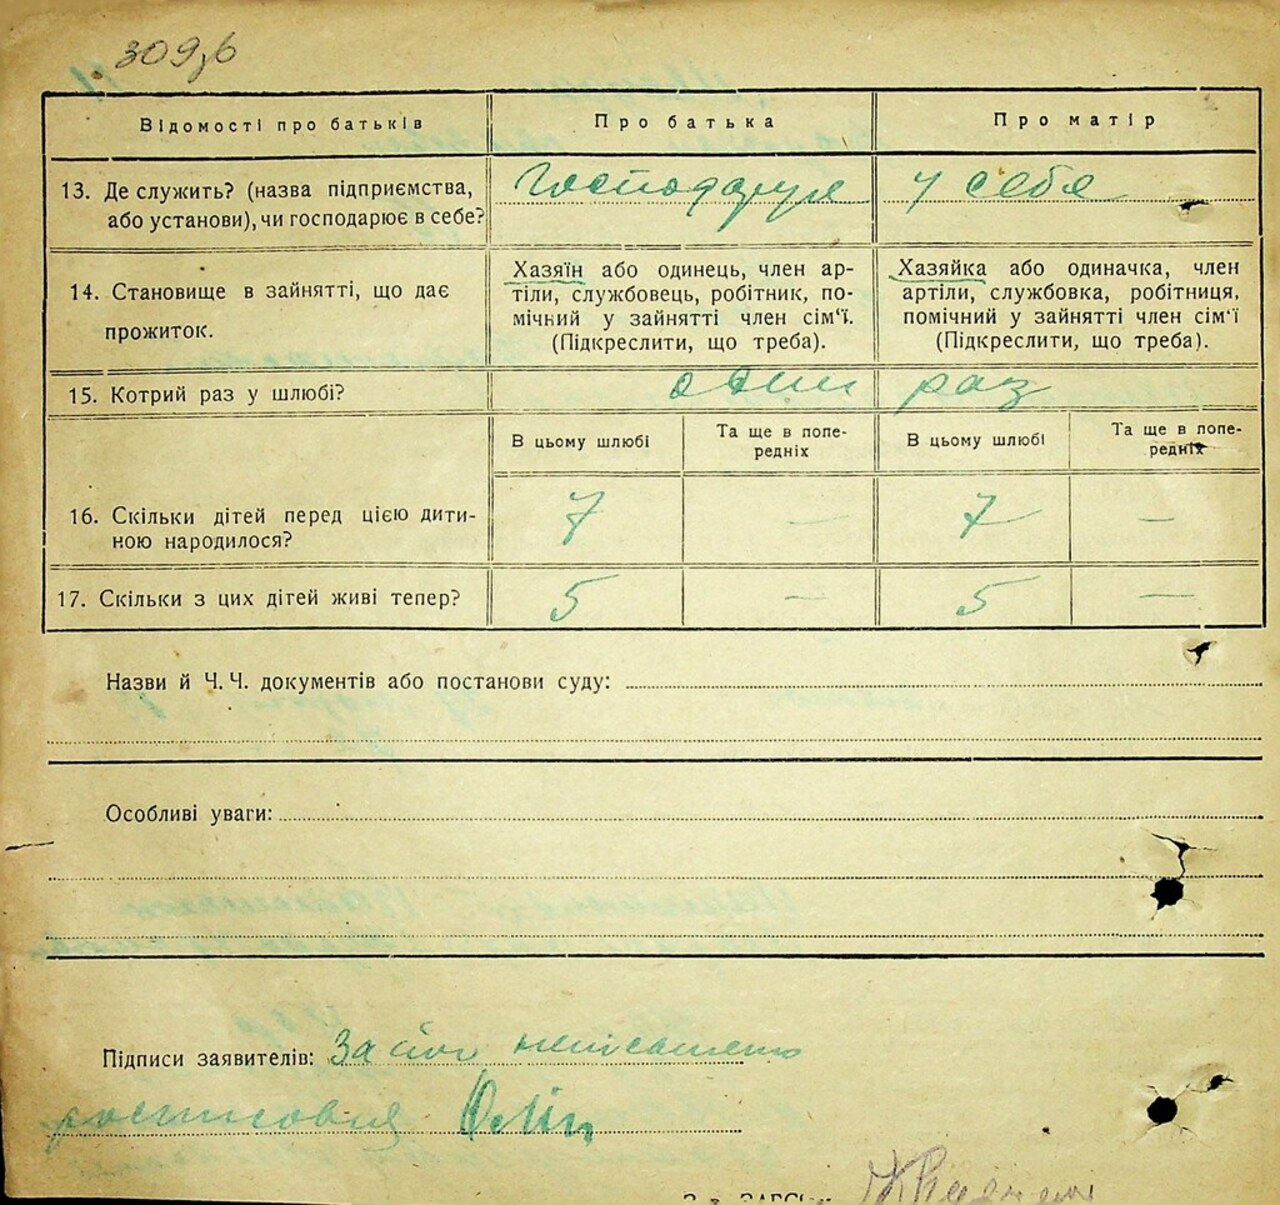 309зб
Відомості про батьків Про батька Про матір
13. Де служить? (назва підприємства, Господарує у себе
або установи), чи господарює в себе?
14. Становище в зайнятті, що дає прожиток.
Хазяїн або одинець, член ар-
тілі, службовець, робітник, по-
мічний у зайнятті член сім'ї.
(Підкреслити, що треба).
Хазяйка або одиначка, член
артілі, службовка, робітниця,
помічний у зайнятті член сім'ї
(Підкреслити, що треба).
15. Котрий раз у шлюбі? один раз
В цьому шлюбі Та ще в попе- В цьому шлюбі Та ще в попе-
редніх редніх
16. Скільки дітей перед цією дити- 7 — 7 —
ною народилося?
17. Скільки з цих дітей живі тепер? 5 — 5 —
Назви й Ч. Ч. документів або постанови суду:
Особливі уваги:
Підписи заявителів: За його неписьменного